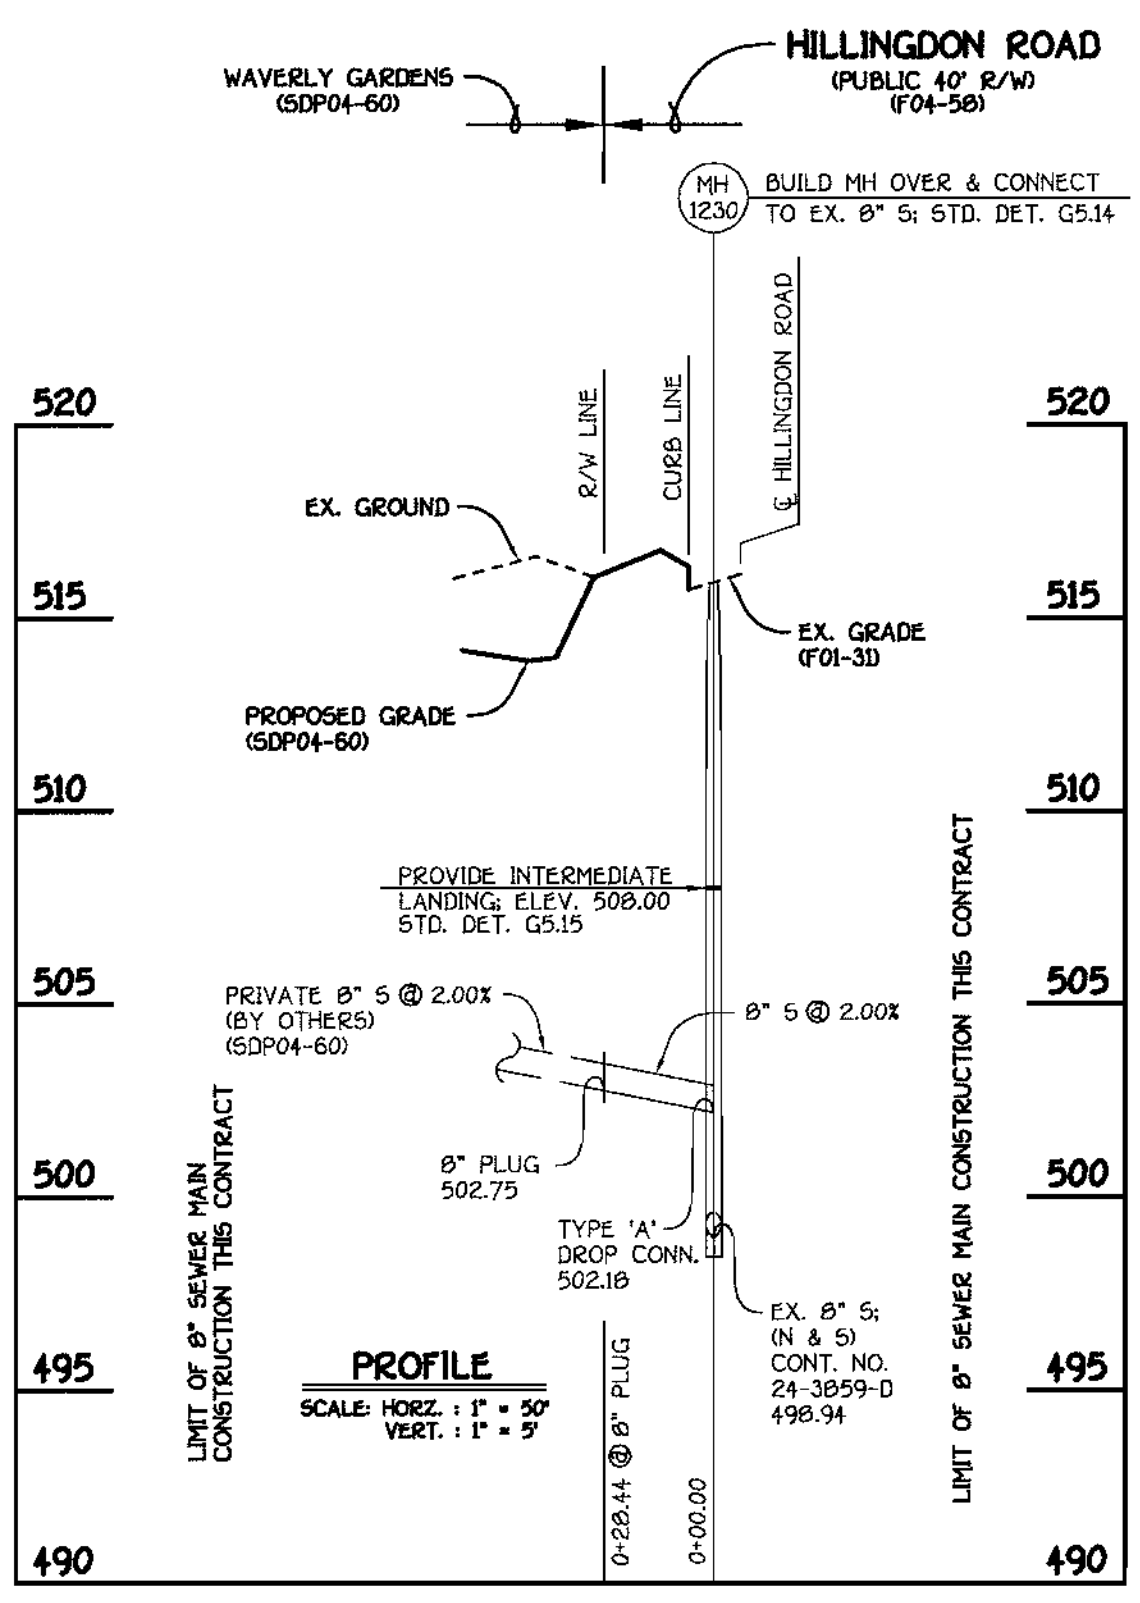 HILLINGDON ROAD
(PUBLIC 40' R/W)
(F04-58)
WAVERLY GARDENS
(SDP04-60)
MH
1230
BUILD MH OVER & CONNECT
TO EX. 8" S; STD. DET. G5.14
R/W LINE
CURB LINE
℄ HILLINGDON ROAD
520
520
EX. GROUND
515
515
EX. GRADE
(F01-31)
PROPOSED GRADE
(SDP04-60)
510
510
PROVIDE INTERMEDIATE
LANDING; ELEV. 508.00
STD. DET. G5.15
505
505
PRIVATE 8" S @ 2.00%
(BY OTHERS)
(SDP04-60)
8" S @ 2.00%
8" PLUG
502.75
500
500
TYPE 'A'
DROP CONN.
502.18
EX. 8" S;
(N & S)
CONT. NO.
24-3859-D
498.94
LIMIT OF 8" SEWER MAIN
CONSTRUCTION THIS CONTRACT
LIMIT OF 8" SEWER MAIN CONSTRUCTION THIS CONTRACT
495
495
PROFILE
SCALE: HORZ. : 1" = 50'
VERT. : 1" = 5'
0+28.44 @ 8" PLUG
0+00.00
490
490